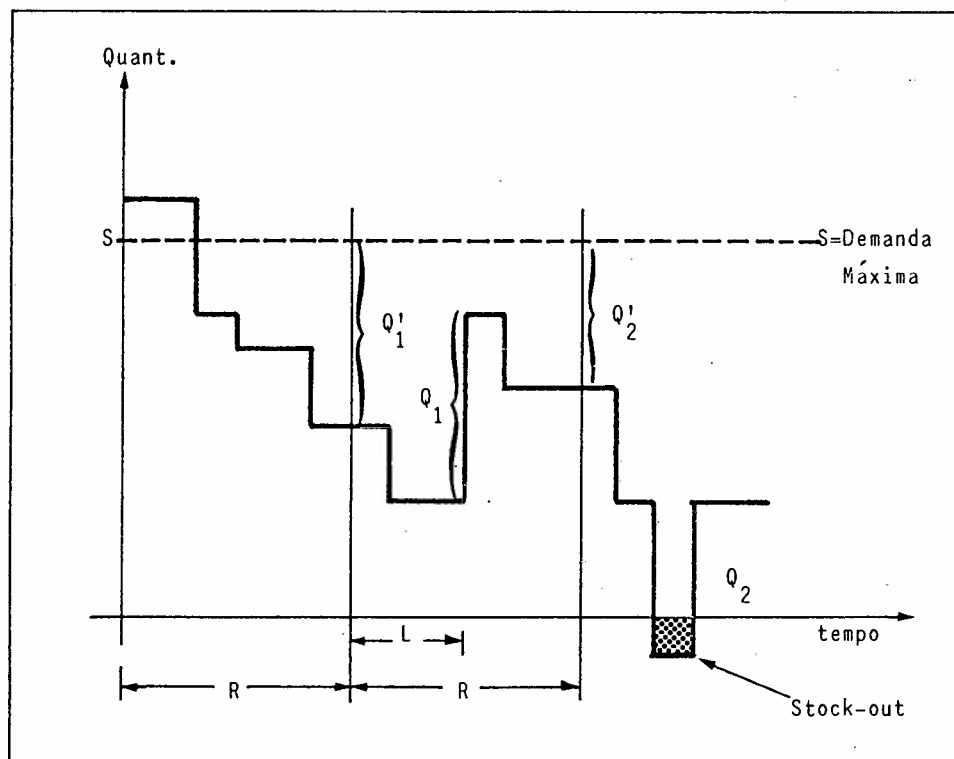 Quant.
S
S=Demanda
Máxima
Q'1
Q'2
Q1
Q2
tempo
L
R
R
Stock-out